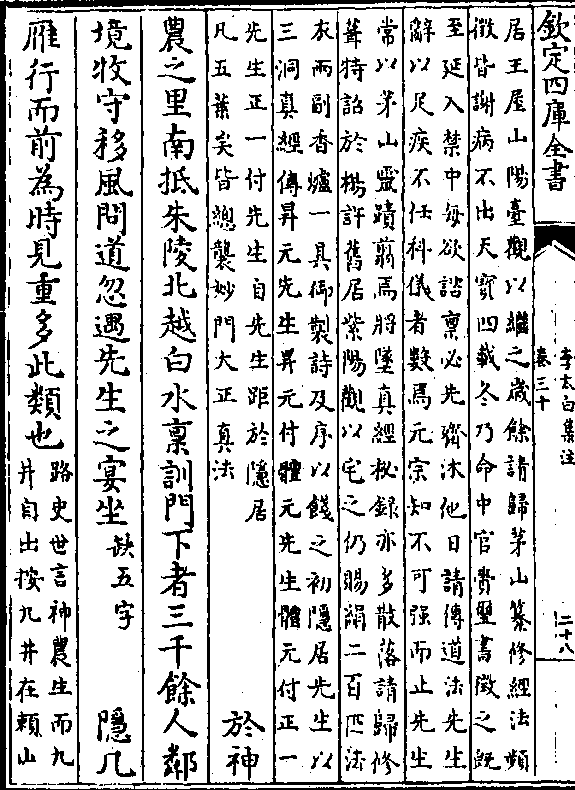 欽定四庫全書
李太白集注
卷三十
二十八
居王屋山陽臺觀以繼之歲餘請歸茅山纂修經法頻
徵皆謝病不出天寶四載冬乃命中官賫璽書徵之既
至延入禁中每欲諮稟必先齋沐他日請傳道法先生
辭以足疾不任科儀者數焉元宗知不可强而止先生
常以茅山靈蹟翦焉將墜真經秘錄亦多散落請歸修
葺特詔於楊許舊居紫陽觀以宅之仍賜絹二百匹法
衣兩副香爐一具御製詩及序以餞之初隱居先生以
三洞真經傳昇元先生昇元付體元先生體元付正一
先生正一付先生自先生距於隱居
凡五葉矣皆總襲妙門大正真法
於神
農之里南抵朱陵北越白水稟訓門下者三千餘人鄰
境牧守移風問道忽遇先生之宴坐
缺五字
隱几
雁行而前為時見重多此類也
路史世言神農生而九
井自出按九井在頼山